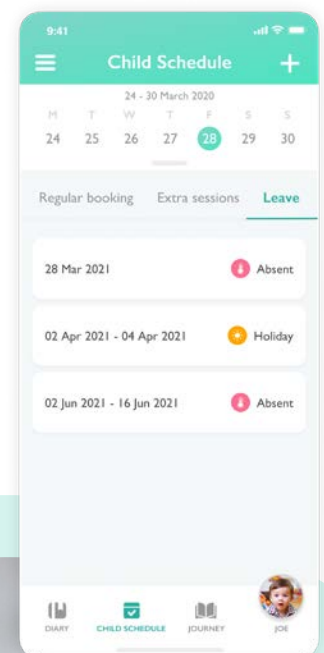 9:41
Child Schedule
24 - 30 March 2020
M T W T F S S
24 25 26 27 28 29 30
Regular booking Extra sessions Leave
28 Mar 2021 Absent
02 Apr 2021 - 04 Apr 2021 Holiday
02 Jun 2021 - 16 Jun 2021 Absent
DIARY CHILD SCHEDULE JOURNEY JOE